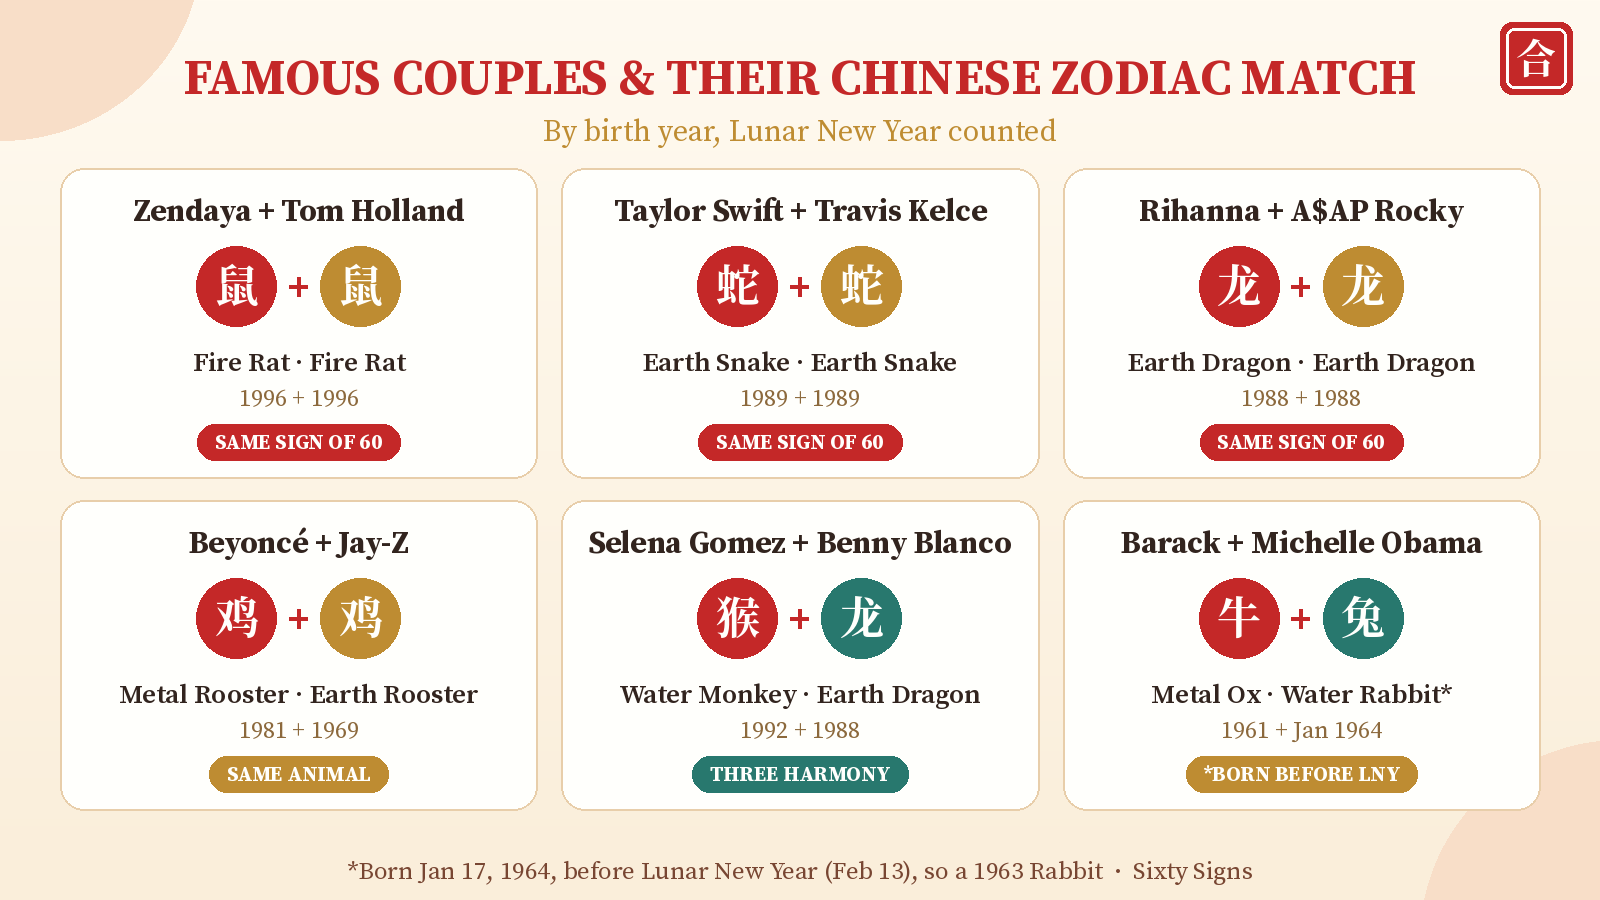 合
FAMOUS COUPLES & THEIR CHINESE ZODIAC MATCH
By birth year, Lunar New Year counted
Zendaya + Tom Holland
鼠 + 鼠
Fire Rat · Fire Rat
1996 + 1996
SAME SIGN OF 60
Taylor Swift + Travis Kelce
蛇 + 蛇
Earth Snake · Earth Snake
1989 + 1989
SAME SIGN OF 60
Rihanna + A$AP Rocky
龙 + 龙
Earth Dragon · Earth Dragon
1988 + 1988
SAME SIGN OF 60
Beyoncé + Jay-Z
鸡 + 鸡
Metal Rooster · Earth Rooster
1981 + 1969
SAME ANIMAL
Selena Gomez + Benny Blanco
猴 + 龙
Water Monkey · Earth Dragon
1992 + 1988
THREE HARMONY
Barack + Michelle Obama
牛 + 兔
Metal Ox · Water Rabbit*
1961 + Jan 1964
*BORN BEFORE LNY
*Born Jan 17, 1964, before Lunar New Year (Feb 13), so a 1963 Rabbit · Sixty Signs